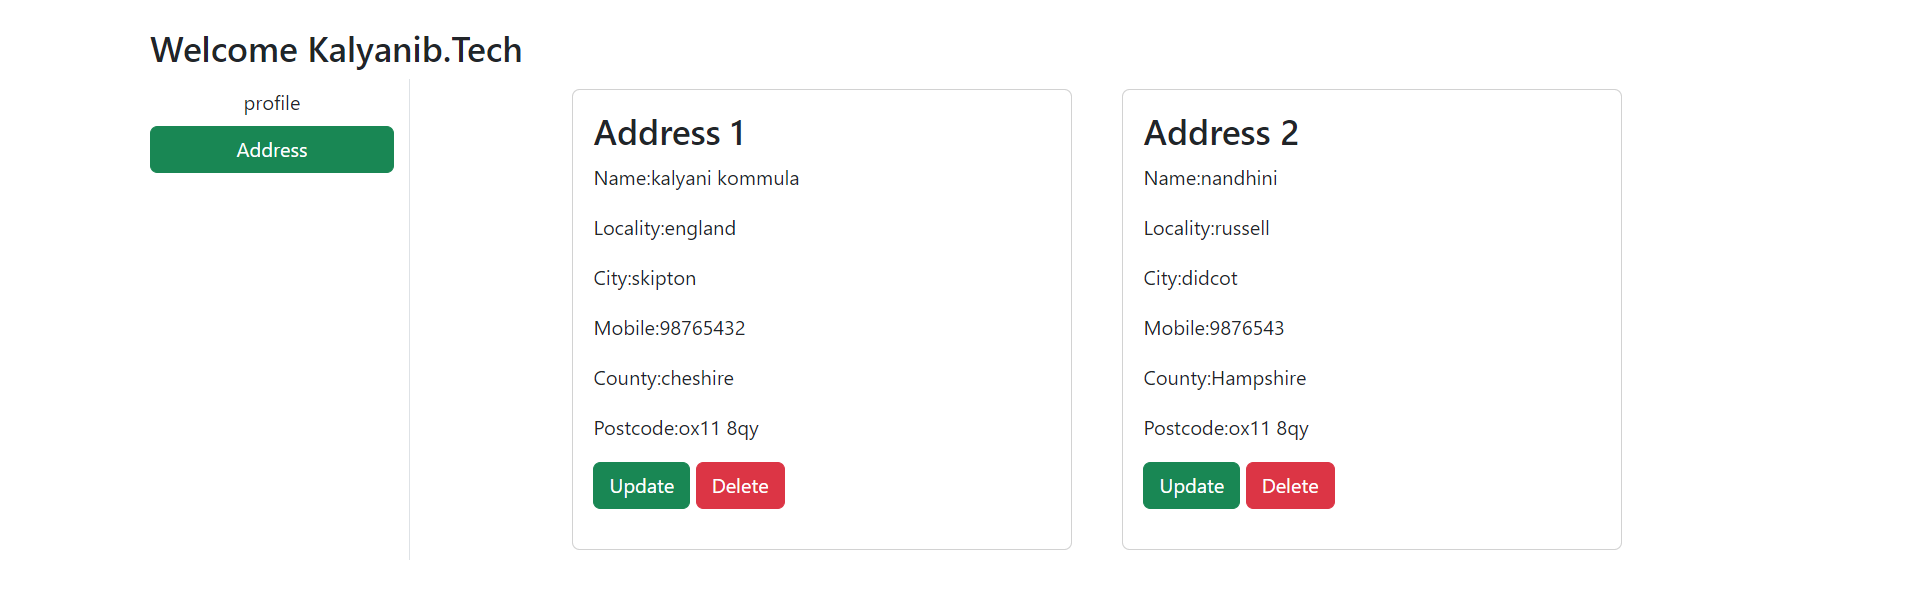 Welcome Kalyanib.Tech
profile
Address
Address 1
Name:kalyani kommula
Locality:england
City:skipton
Mobile:98765432
County:cheshire
Postcode:ox11 8qy
Update Delete
Address 2
Name:nandhini
Locality:russell
City:didcot
Mobile:9876543
County:Hampshire
Postcode:ox11 8qy
Update Delete